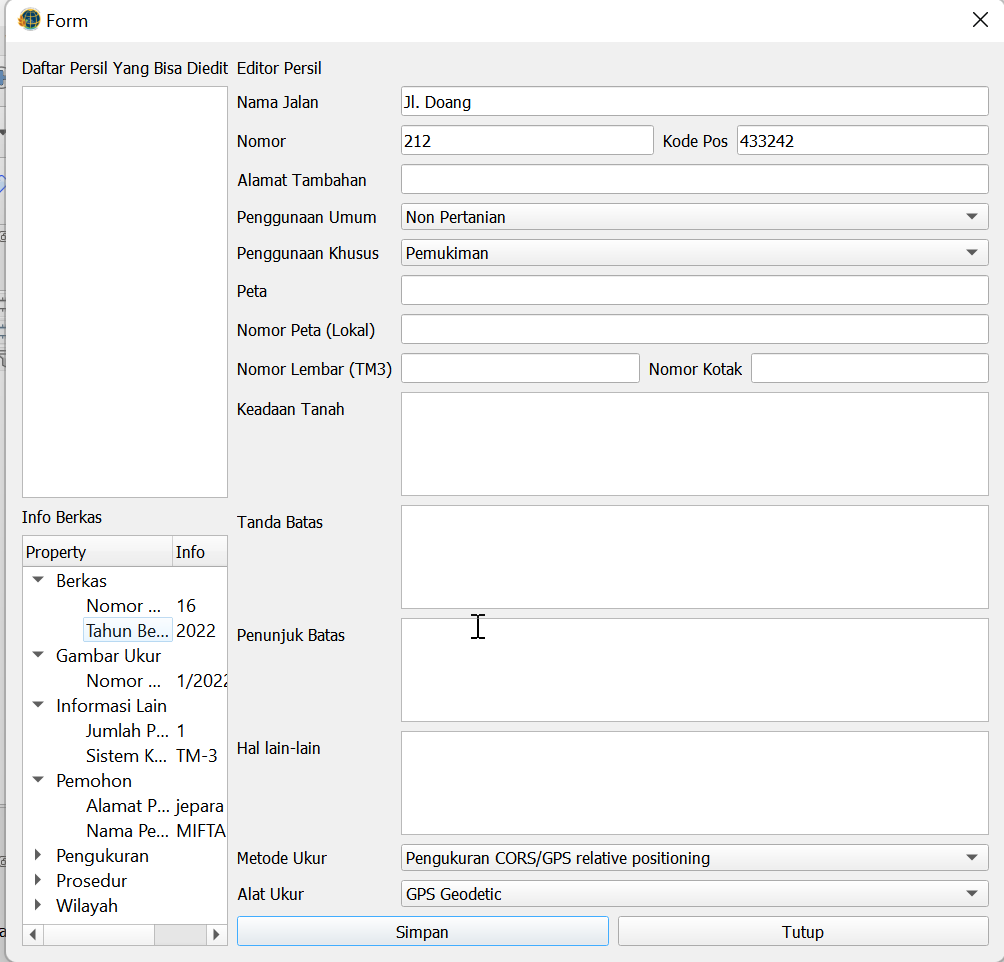 Form
Daftar Persil Yang Bisa Diedit
Editor Persil
Nama Jalan Jl. Doang
Nomor 212 Kode Pos 433242
Alamat Tambahan
Penggunaan Umum Non Pertanian
Penggunaan Khusus Pemukiman
Peta
Nomor Peta (Lokal)
Nomor Lembar (TM3) Nomor Kotak
Keadaan Tanah
Tanda Batas
Penunjuk Batas
Hal lain-lain
Metode Ukur Pengukuran CORS/GPS relative positioning
Alat Ukur GPS Geodetic
Simpan Tutup
Info Berkas
Property Info
Berkas
Nomor ... 16
Tahun Be... 2022
Gambar Ukur
Nomor ... 1/2022
Informasi Lain
Jumlah P... 1
Sistem K... TM-3
Pemohon
Alamat P... jepara
Nama Pe... MIFTA
Pengukuran
Prosedur
Wilayah